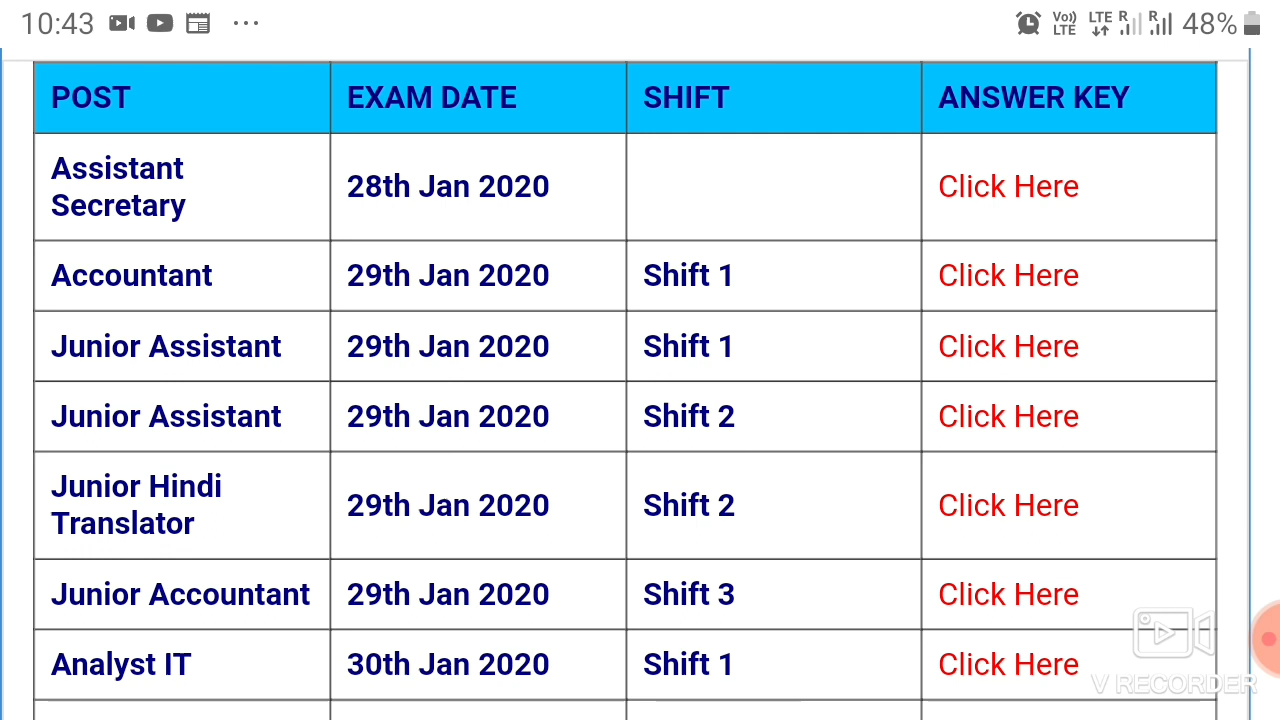 10:43 ... Vo)) LTE LTE R R 48%
POST EXAM DATE SHIFT ANSWER KEY
Assistant
Secretary 28th Jan 2020 Click Here
Accountant 29th Jan 2020 Shift 1 Click Here
Junior Assistant 29th Jan 2020 Shift 1 Click Here
Junior Assistant 29th Jan 2020 Shift 2 Click Here
Junior Hindi
Translator 29th Jan 2020 Shift 2 Click Here
Junior Accountant 29th Jan 2020 Shift 3 Click Here
Analyst IT 30th Jan 2020 Shift 1 Click Here
V RECORDER